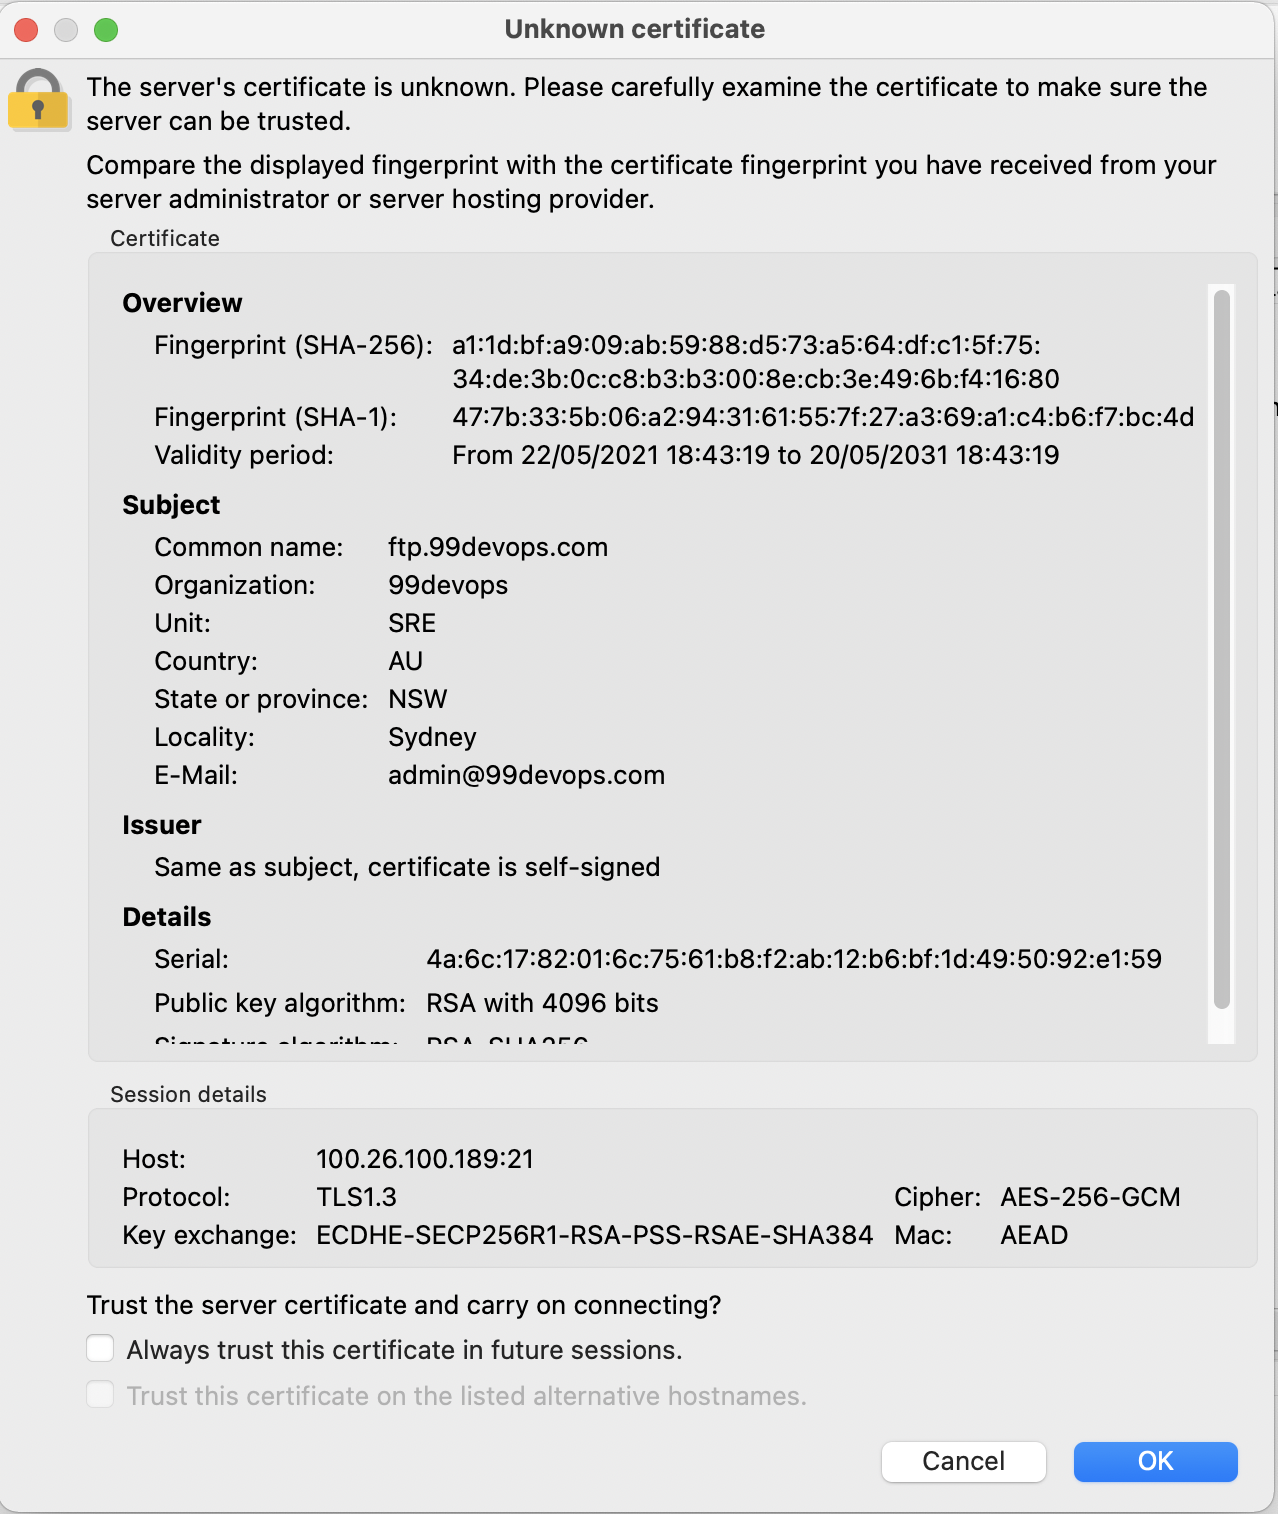 Unknown certificate
The server's certificate is unknown. Please carefully examine the certificate to make sure the
server can be trusted.
Compare the displayed fingerprint with the certificate fingerprint you have received from your
server administrator or server hosting provider.
Certificate
Overview
Fingerprint (SHA-256): a1:1d:bf:a9:09:ab:59:88:d5:73:a5:64:df:c1:5f:75:
34:de:3b:0c:c8:b3:b3:00:8e:cb:3e:49:6b:f4:16:80
Fingerprint (SHA-1): 47:7b:33:5b:06:a2:94:31:61:55:7f:27:a3:69:a1:c4:b6:f7:bc:4d
Validity period: From 22/05/2021 18:43:19 to 20/05/2031 18:43:19
Subject
Common name: ftp.99devops.com
Organization: 99devops
Unit: SRE
Country: AU
State or province: NSW
Locality: Sydney
E-Mail: admin@99devops.com
Issuer
Same as subject, certificate is self-signed
Details
Serial: 4a:6c:17:82:01:6c:75:61:b8:f2:ab:12:b6:bf:1d:49:50:92:e1:59
Public key algorithm: RSA with 4096 bits
Signature algorithm: RSA-SHA256
Session details
Host: 100.26.100.189:21
Protocol: TLS1.3 Cipher: AES-256-GCM
Key exchange: ECDHE-SECP256R1-RSA-PSS-RSAE-SHA384 Mac: AEAD
Trust the server certificate and carry on connecting?
Always trust this certificate in future sessions.
Trust this certificate on the listed alternative hostnames.
Cancel OK